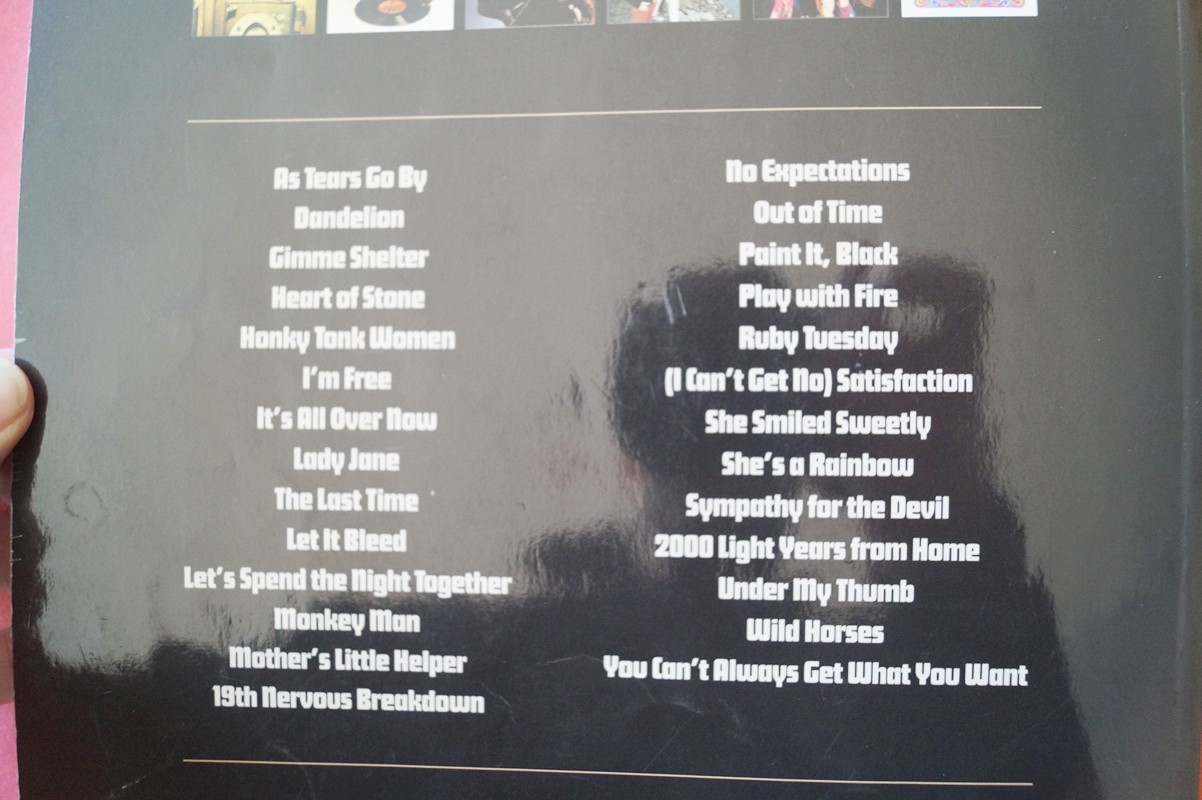 As Tears Go By
Dandelion
Gimme Shelter
Heart of Stone
Honky Tonk Women
I'm Free
It's All Over Now
Lady Jane
The Last Time
Let It Bleed
Let's Spend the Night Together
Monkey Man
Mother's Little Helper
19th Nervous Breakdown
No Expectations
Out of Time
Paint It, Black
Play with Fire
Ruby Tuesday
(I Can't Get No) Satisfaction
She Smiled Sweetly
She's a Rainbow
Sympathy for the Devil
2000 Light Years from Home
Under My Thumb
Wild Horses
You Can't Always Get What You Want